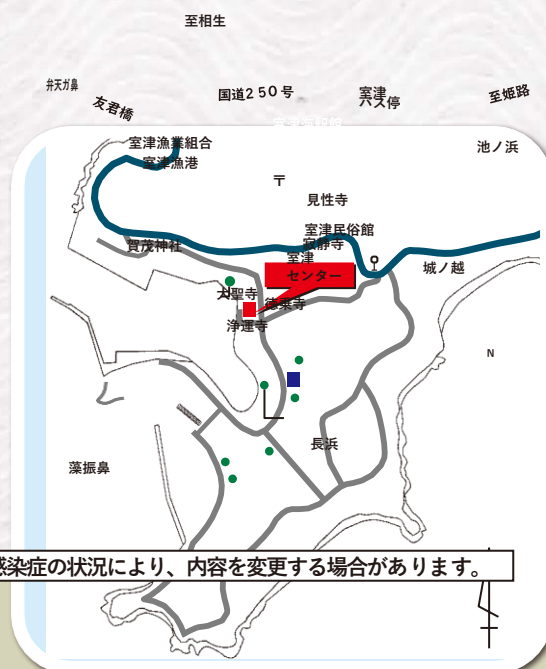 至相生
弁天ガ鼻
友君橋
国道250号
室津
バス停
至姫路
室津漁業組合
室津漁港
池ノ浜
〒
見性寺
室津民俗館
賀茂神社
寂静寺
室津
センター
城ノ越
大聖寺
徳乗寺
浄運寺
N
長浜
藻振鼻
感染症の状況により、内容を変更する場合があります。